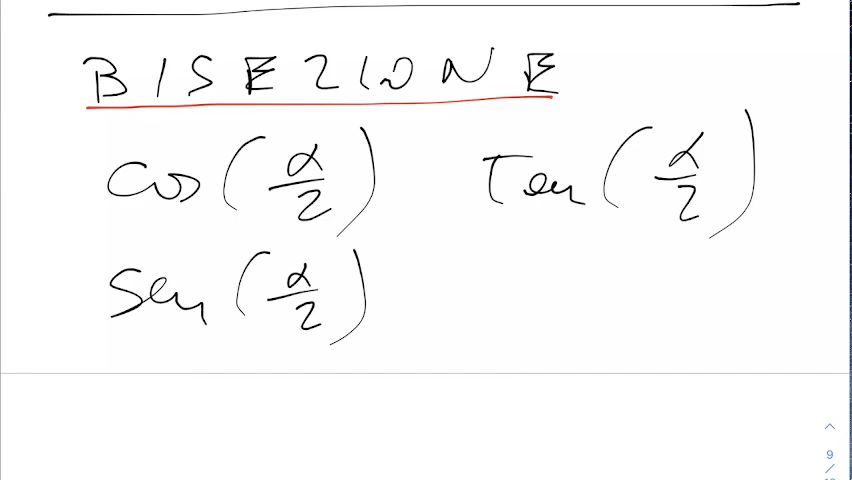 BISEZIONE
cos(α/2) Tan(α/2)
sen(α/2)
9
/